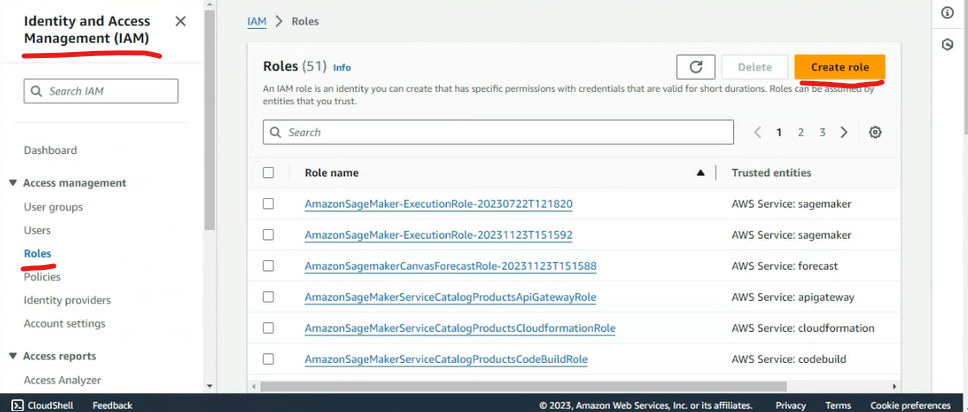 Identity and Access
Management (IAM)
Search IAM
Dashboard
Access management
User groups
Users
Roles
Policies
Identity providers
Account settings
Access reports
Access Analyzer
IAM > Roles
Roles (51) Info
Delete
Create role
An IAM role is an identity you can create that has specific permissions with credentials that are valid for short durations. Roles can be assumed by
entities that you trust.
Search
1 2 3
Role name
Trusted entities
AmazonSageMaker-ExecutionRole-20230722T121820
AWS Service: sagemaker
AmazonSageMaker-ExecutionRole-20231123T151592
AWS Service: sagemaker
AmazonSagemakerCanvasForecastRole-20231123T151588
AWS Service: forecast
AmazonSageMakerServiceCatalogProductsApiGatewayRole
AWS Service: apigateway
AmazonSageMakerServiceCatalogProductsCloudformationRole
AWS Service: cloudformation
AmazonSageMakerServiceCatalogProductsCodeBuildRole
AWS Service: codebuild
CloudShell
Feedback
© 2023, Amazon Web Services, Inc. or its affiliates.
Privacy
Terms
Cookie preferences